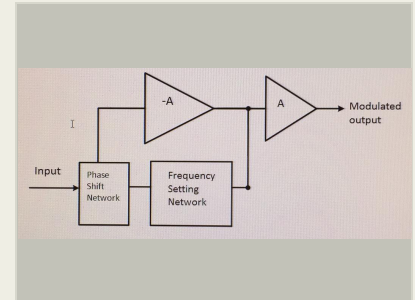 -A
A
Modulated
output
Input
Phase
Shift
Network
Frequency
Setting
Network